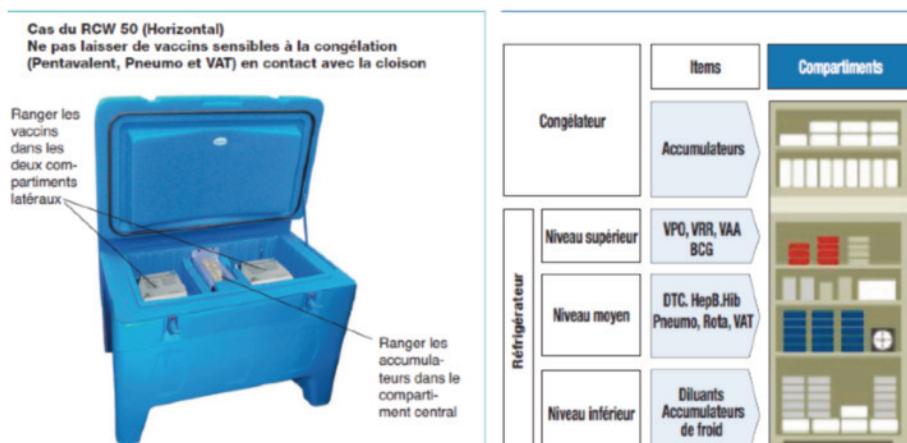 Cas du RCW 50 (Horizontal)
Ne pas laisser de vaccins sensibles à la congélation
(Pentavalent, Pneumo et VAT) en contact avec la cloison
Ranger les
vaccins
dans les
deux com-
partiments
latéraux
Ranger les
accumula-
teurs dans le
comparti-
ment central
Items
Compartiments
Congélateur
Accumulateurs
Réfrigérateur
Niveau supérieur
VPO, VRR, VAA
BCG
Niveau moyen
DTC. HepB.Hib
Pneumo, Rota, VAT
Niveau inférieur
Diluants
Accumulateurs
de froid